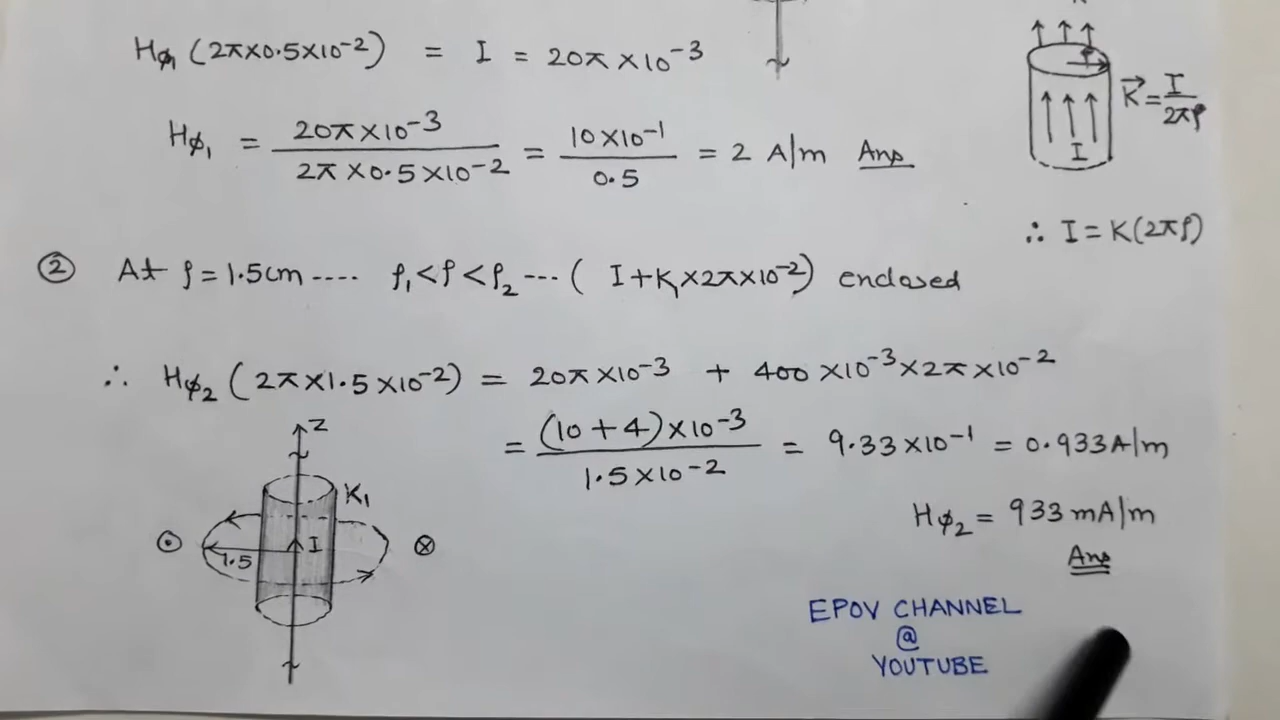 Hϕ₁ (2π×0.5×10⁻²) = I = 20π×10⁻³
Hϕ₁ = 20π×10⁻³ / 2π×0.5×10⁻² = 10×10⁻¹ / 0.5 = 2 A/m Ans
K⃗ = I / 2πρ
I
∴ I = K(2πρ)
② At ρ = 1.5cm .... ρ₁<ρ<ρ₂ --- ( I+K₁×2π×10⁻²) enclosed
∴ Hϕ₂ (2π×1.5×10⁻²) = 20π×10⁻³ + 400×10⁻³×2π×10⁻²
= (10+4)×10⁻³ / 1.5×10⁻² = 9.33×10⁻¹ = 0.933A/m
Hϕ₂ = 933mA/m
Ans
Z
K₁
I
1.5
EPOV CHANNEL
@
YOUTUBE